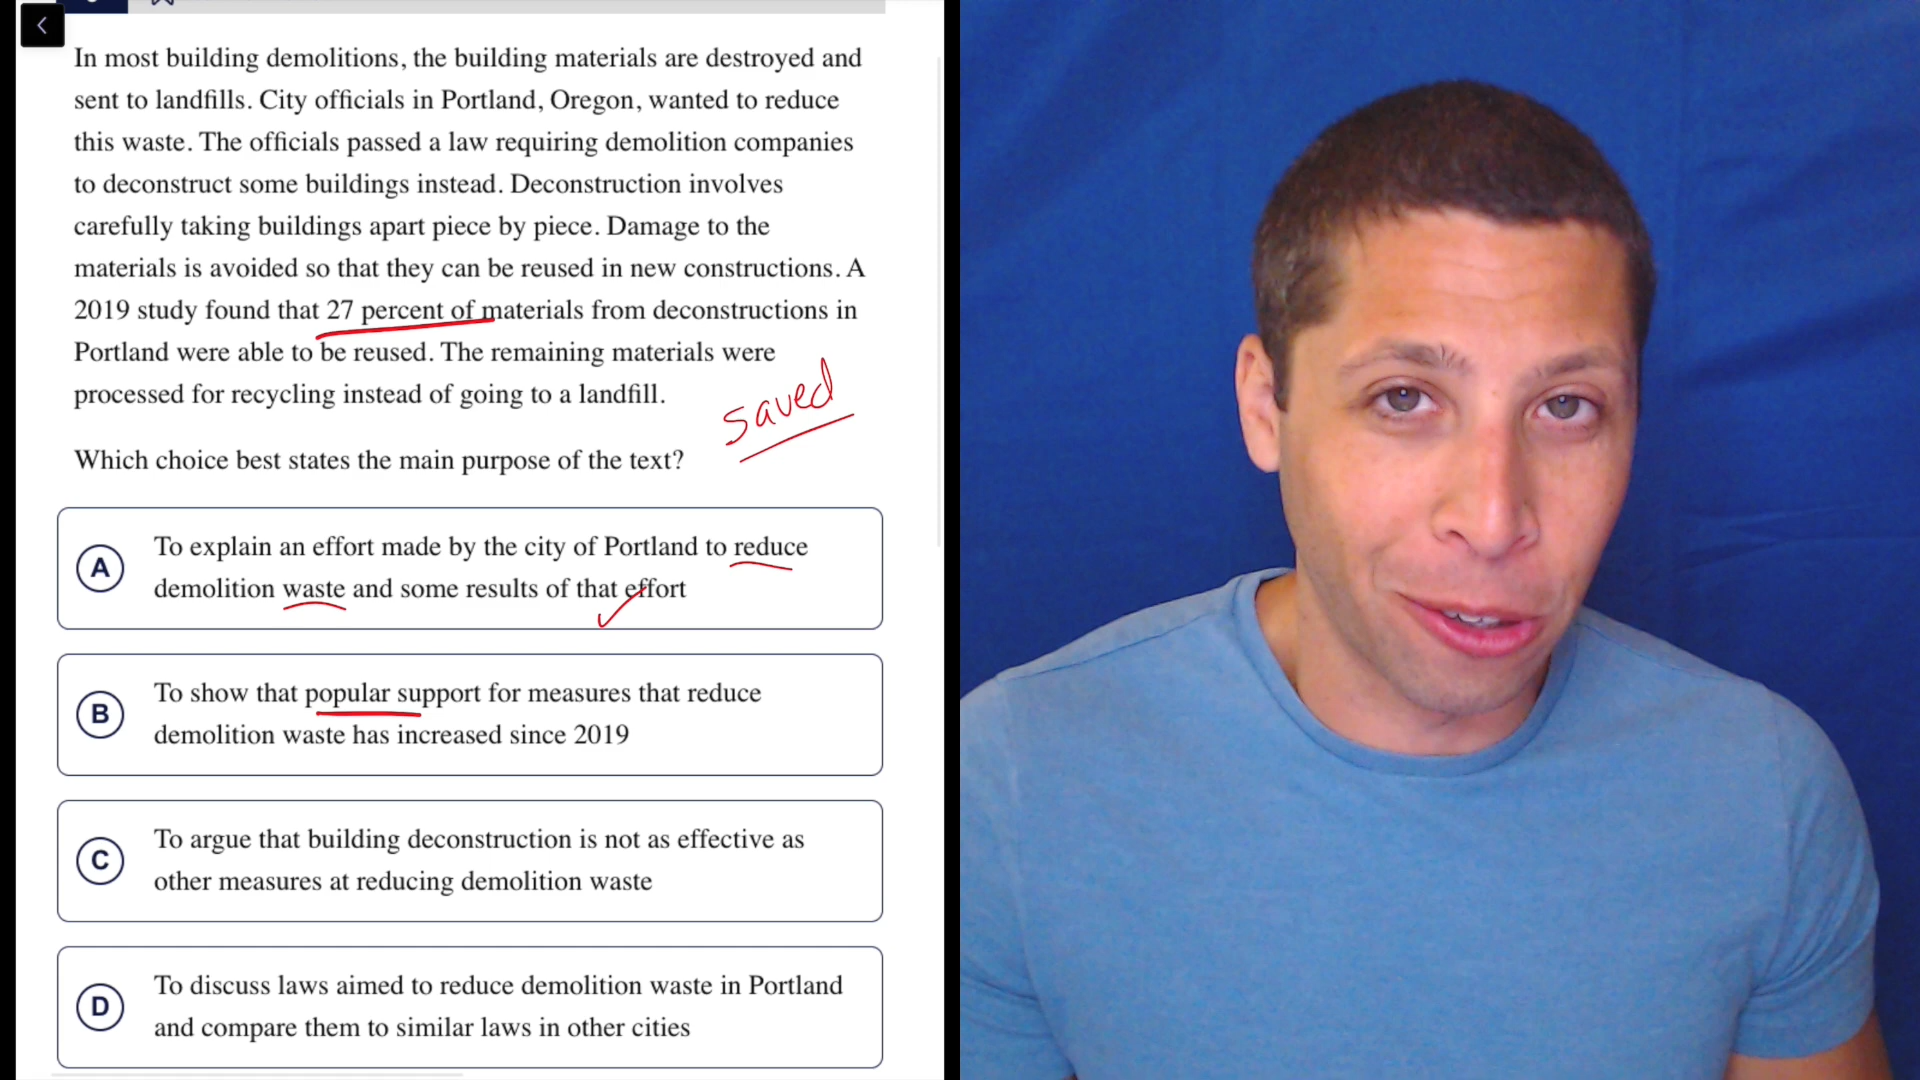 In most building demolitions, the building materials are destroyed and
sent to landfills. City officials in Portland, Oregon, wanted to reduce
this waste. The officials passed a law requiring demolition companies
to deconstruct some buildings instead. Deconstruction involves
carefully taking buildings apart piece by piece. Damage to the
materials is avoided so that they can be reused in new constructions. A
2019 study found that 27 percent of materials from deconstructions in
Portland were able to be reused. The remaining materials were
processed for recycling instead of going to a landfill.
saved
Which choice best states the main purpose of the text?
A
To explain an effort made by the city of Portland to reduce
demolition waste and some results of that effort
B
To show that popular support for measures that reduce
demolition waste has increased since 2019
C
To argue that building deconstruction is not as effective as
other measures at reducing demolition waste
D
To discuss laws aimed to reduce demolition waste in Portland
and compare them to similar laws in other cities